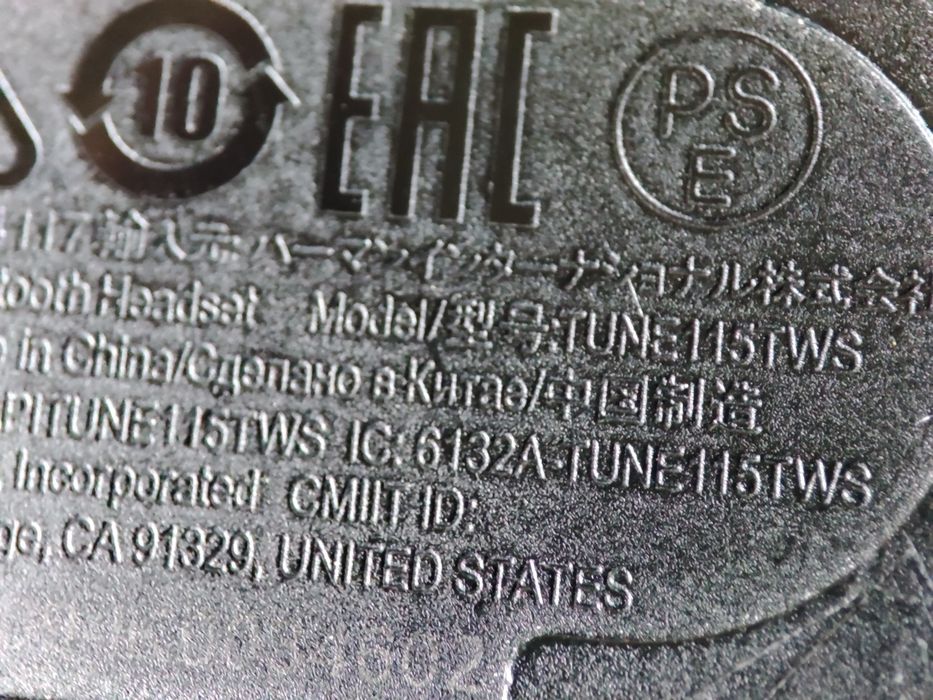 10 EAC PSE
輸入元:ハーマンインターナショナル株式会社
Headset Model/型号:TUNE115TWS
in China/Сделано в Китае/中国制造
TUNE115TWS IC: 6132A-TUNE115TWS
Incorporated CMIIT ID:
CA 91329, UNITED STATES